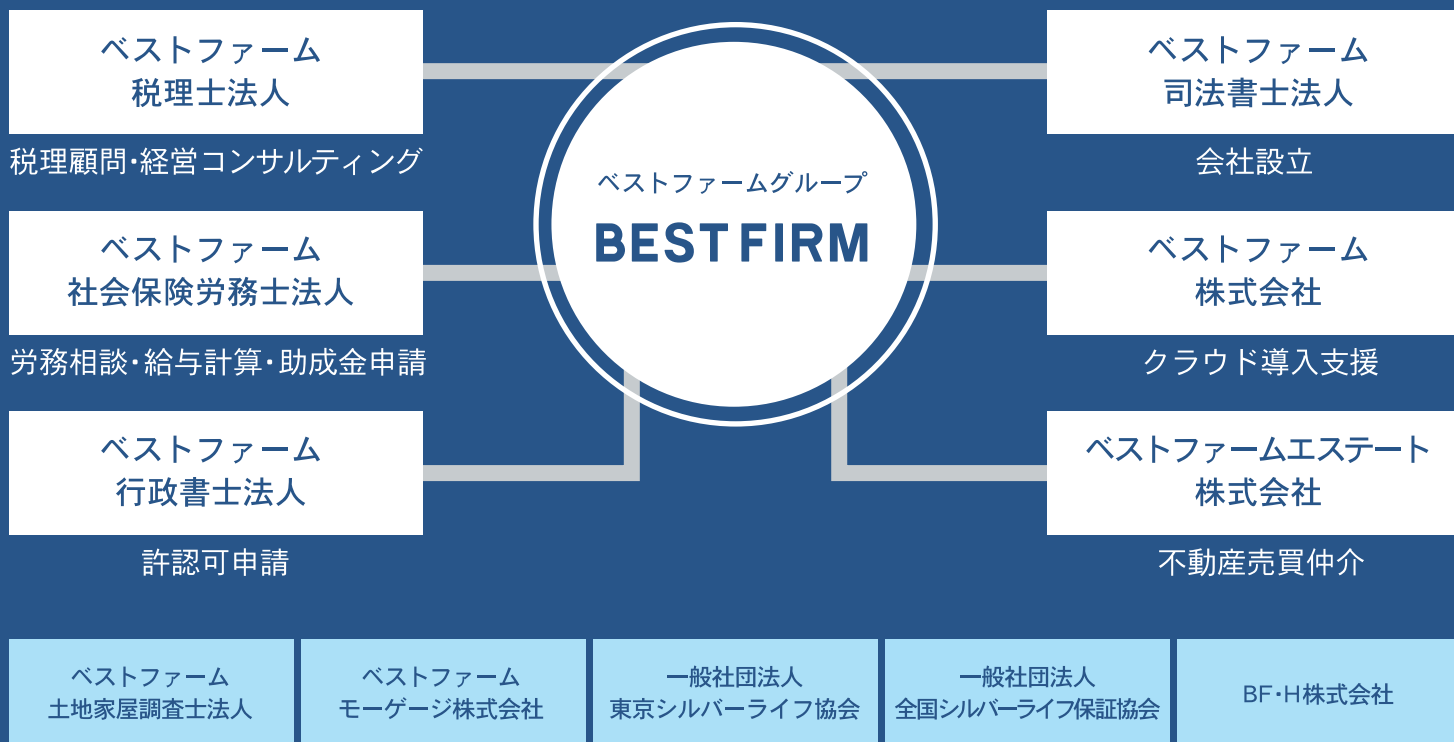 ベストファーム
税理士法人
税理顧問・経営コンサルティング
ベストファーム
社会保険労務士法人
労務相談・給与計算・助成金申請
ベストファーム
行政書士法人
許認可申請
ベストファームグループ
BEST FIRM
ベストファーム
司法書士法人
会社設立
ベストファーム
株式会社
クラウド導入支援
ベストファームエステート
株式会社
不動産売買仲介
ベストファーム
土地家屋調査士法人
ベストファーム
モーゲージ株式会社
一般社団法人
東京シルバーライフ協会
一般社団法人
全国シルバーライフ保証協会
BF・H株式会社